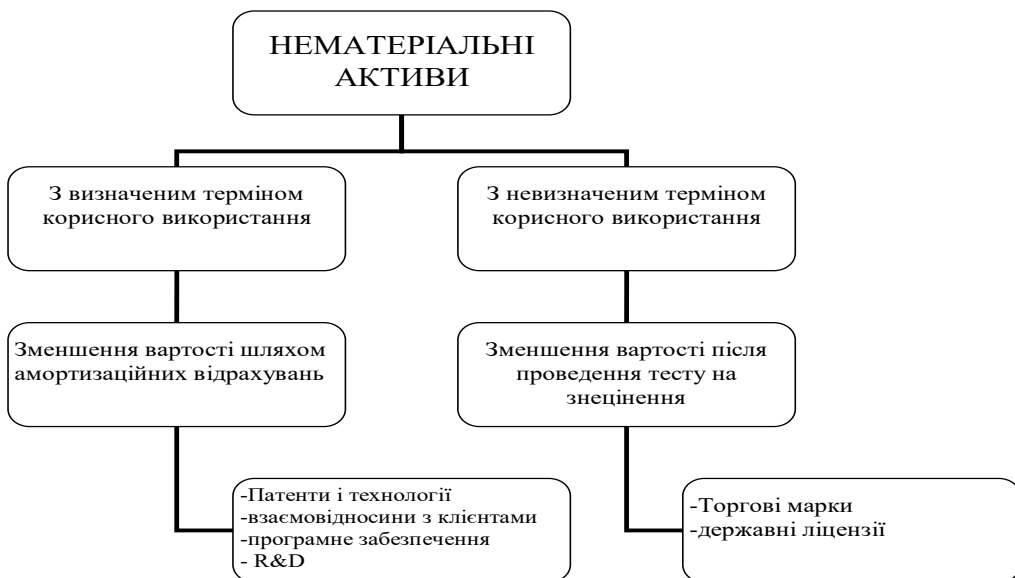 НЕМАТЕРІАЛЬНІ
АКТИВИ
З визначеним терміном
корисного використання
З невизначеним терміном
корисного використання
Зменшення вартості шляхом
амортизаційних відрахувань
Зменшення вартості після
проведення тесту на
знецінення
-Патенти і технології
-взаємовідносини з клієнтами
-програмне забезпечення
- R&D
-Торгові марки
-державні ліцензії